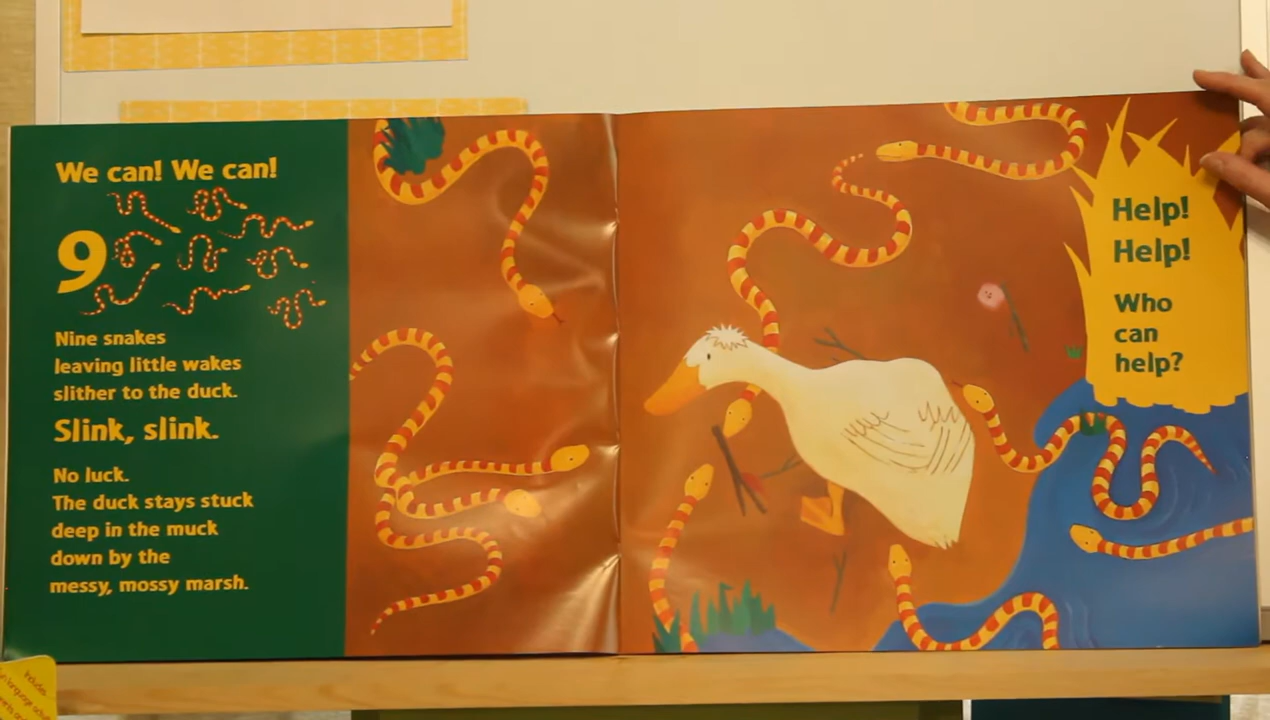 We can! We can!
9
Nine snakes
leaving little wakes
slither to the duck.
Slink, slink.
No luck.
The duck stays stuck
deep in the muck
down by the
messy, mossy marsh.
Help!
Help!
Who
can
help?
Includes